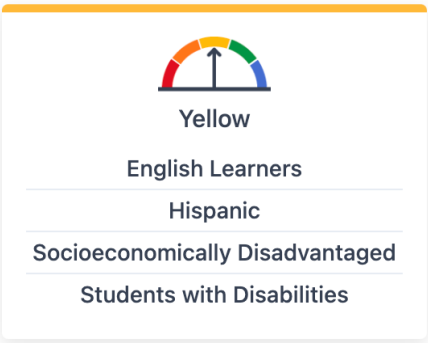 Yellow
English Learners
Hispanic
Socioeconomically Disadvantaged
Students with Disabilities